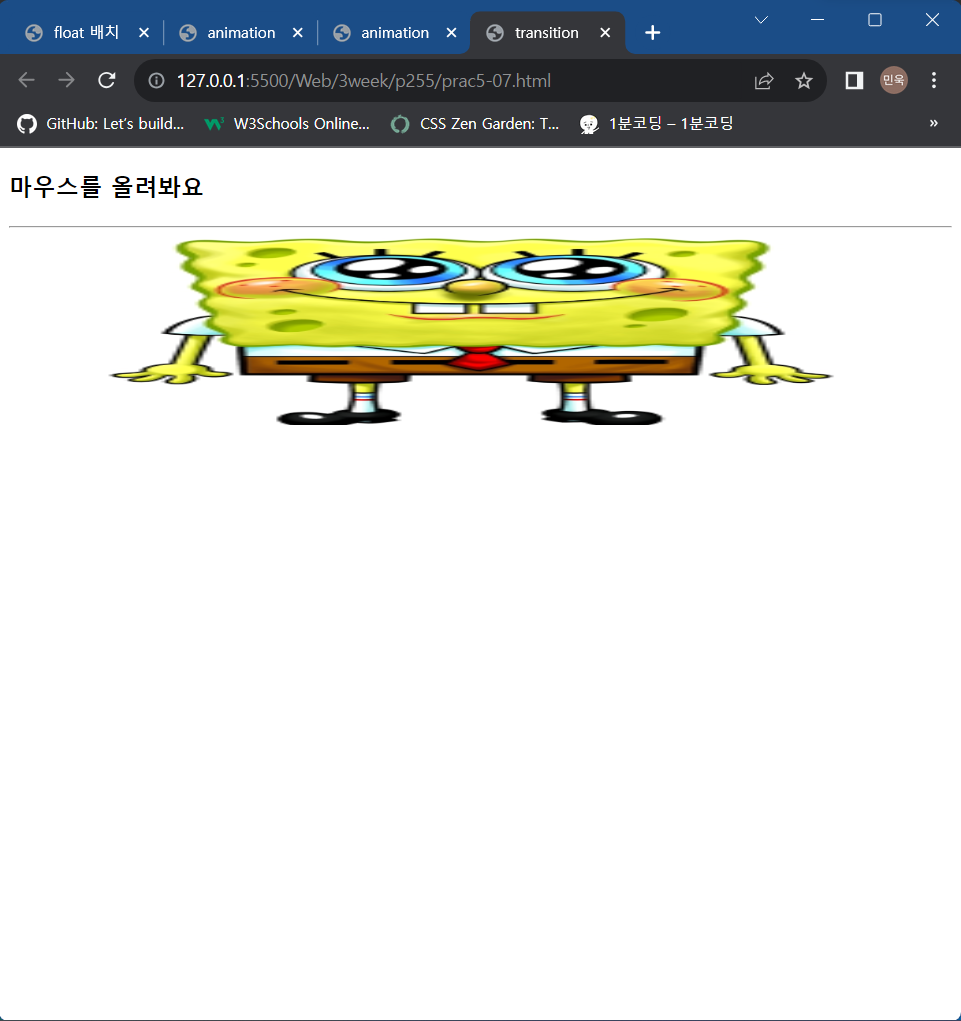 float 배치 animation animation transition
127.0.0.1:5500/Web/3week/p255/prac5-07.html 민욱
GitHub: Let's build... W3Schools Online... CSS Zen Garden: T... 1분코딩 – 1분코딩 »
마우스를 올려봐요